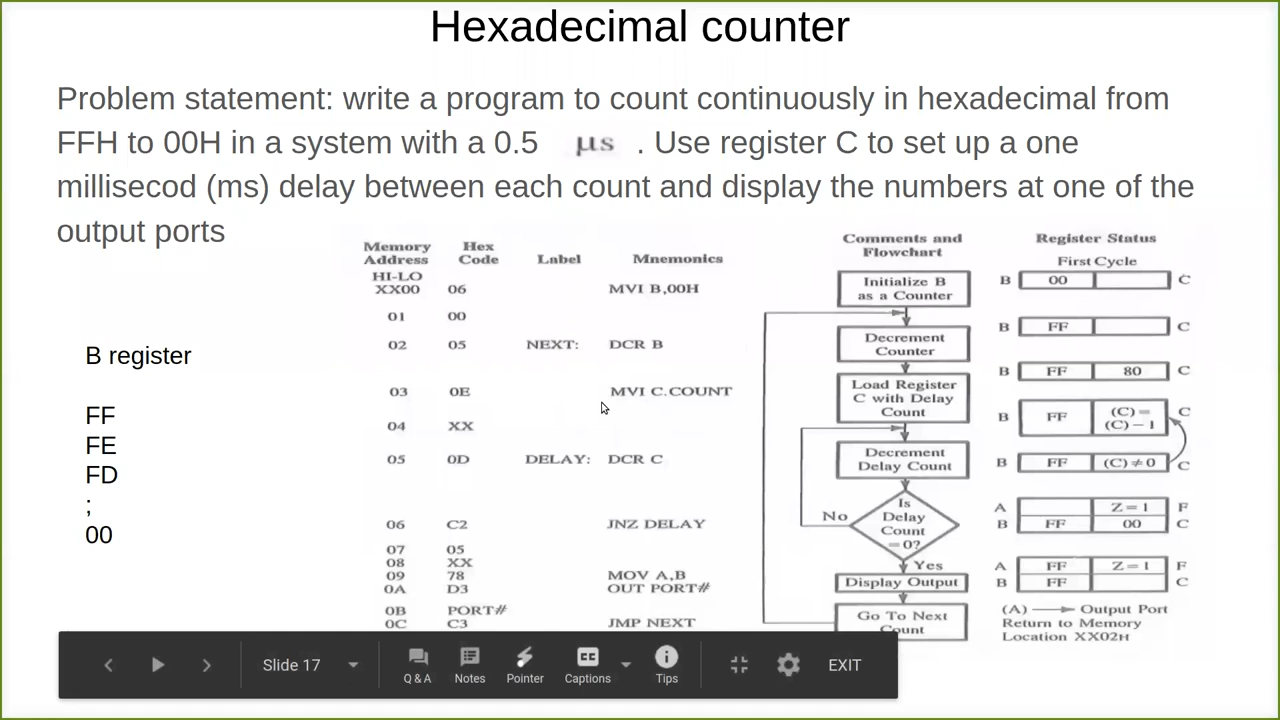 Hexadecimal counter
Problem statement: write a program to count continuously in hexadecimal from
FFH to 00H in a system with a 0.5 µs . Use register C to set up a one
millisecod (ms) delay between each count and display the numbers at one of the
output ports
B register
FF
FE
FD
;
00
Memory Address Hex Code Label Mnemonics
HI-LO
XX00 06 MVI B,00H
01 00
02 05 NEXT: DCR B
03 0E MVI C.COUNT
04 XX
05 0D DELAY: DCR C
06 C2 JNZ DELAY
07 05
08 XX
09 78 MOV A,B
0A D3 OUT PORT#
0B PORT#
0C C3 JMP NEXT
Comments and
Flowchart
Initialize B
as a Counter
Decrement
Counter
Load Register
C with Delay
Count
Decrement
Delay Count
Is
Delay
Count
=0?
No
Yes
Display Output
Go To Next
Count
Register Status
First Cycle
B 00 C
B FF C
B FF 80 C
B FF (C) = (C) − 1 C
B FF (C) ≠ 0 C
A Z = 1 F
B FF 00 C
A FF Z = 1 F
B FF C
(A) → Output Port
Return to Memory
Location XX02H
Slide 17
Q & A
Notes
Pointer
CC
Captions
Tips
EXIT